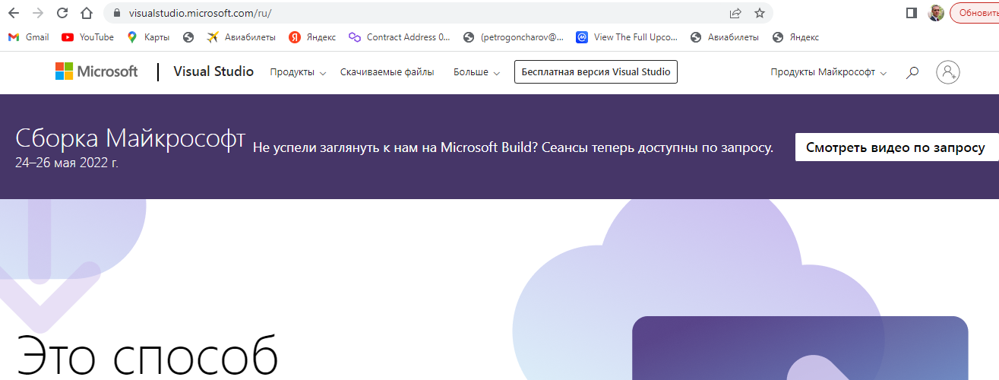 visualstudio.microsoft.com/ru/
Обновить
Gmail YouTube Карты Авиабилеты Яндекс Contract Address 0... (petrogoncharov@... View The Full Upco... Авиабилеты Яндекс
Microsoft Visual Studio Продукты Скачиваемые файлы Больше Бесплатная версия Visual Studio Продукты Майкрософт
Сборка Майкрософт
24–26 мая 2022 г.
Не успели заглянуть к нам на Microsoft Build? Сеансы теперь доступны по запросу.
Смотреть видео по запросу
Это способ